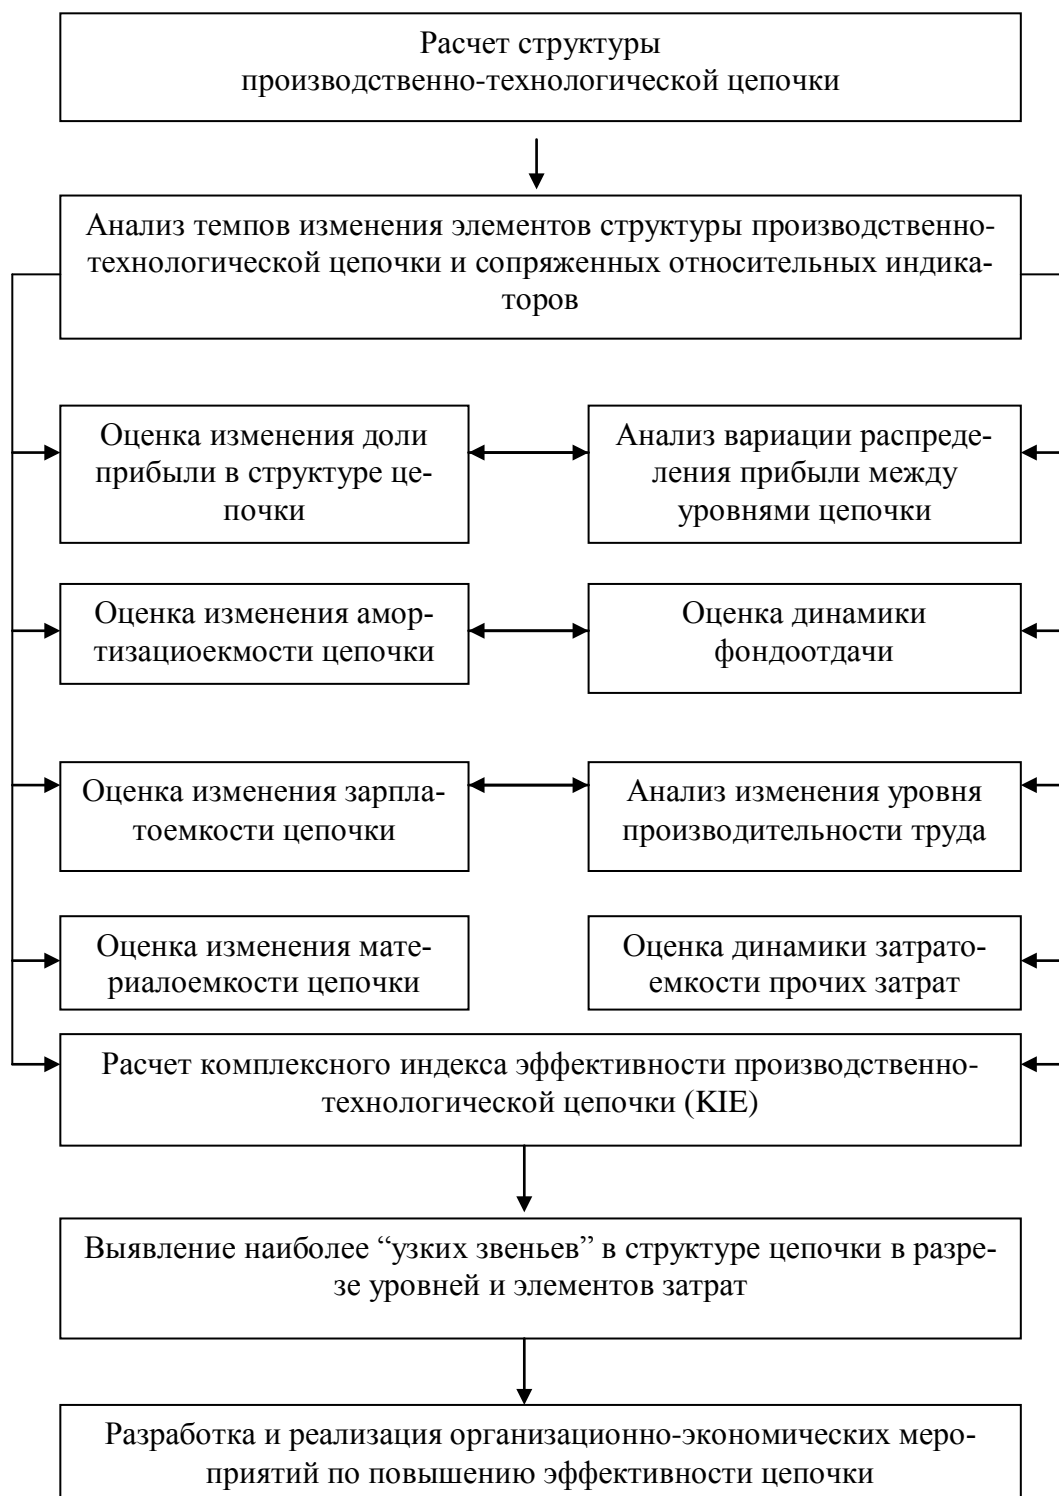 Расчет структуры
производственно-технологической цепочки
Анализ темпов изменения элементов структуры производственно-
технологической цепочки и сопряженных относительных индика-
торов
Оценка изменения доли
прибыли в структуре це-
почки
Анализ вариации распреде-
ления прибыли между
уровнями цепочки
Оценка изменения амор-
тизациоекмости цепочки
Оценка динамики
фондоотдачи
Оценка изменения зарпла-
тоемкости цепочки
Анализ изменения уровня
производительности труда
Оценка изменения мате-
риалоемкости цепочки
Оценка динамики затрато-
емкости прочих затрат
Расчет комплексного индекса эффективности производственно-
технологической цепочки (KIE)
Выявление наиболее “узких звеньев” в структуре цепочки в разре-
зе уровней и элементов затрат
Разработка и реализация организационно-экономических меро-
приятий по повышению эффективности цепочки